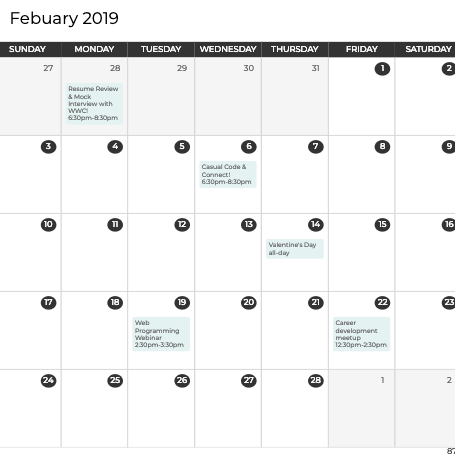 Febuary 2019
SUNDAY MONDAY TUESDAY WEDNESDAY THURSDAY FRIDAY SATURDAY
27 28 29 30 31 1 2
Resume Review
& Mock
Interview with
WWC!
6:30pm-8:30pm
3 4 5 6 7 8 9
Casual Code &
Connect!
6:30pm-8:30pm
10 11 12 13 14 15 16
Valentine's Day
all-day
17 18 19 20 21 22 23
Web
Programming
Webinar
2:30pm-3:30pm
Career
development
meetup
12:30pm-2:30pm
24 25 26 27 28 1 2
87